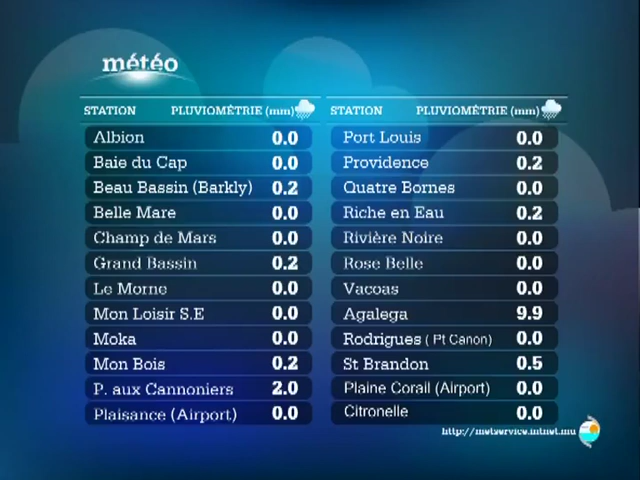 météo
STATION PLUVIOMÉTRIE (mm) STATION PLUVIOMÉTRIE (mm)
Albion 0.0 Port Louis 0.0
Baie du Cap 0.0 Providence 0.2
Beau Bassin (Barkly) 0.2 Quatre Bornes 0.0
Belle Mare 0.0 Riche en Eau 0.2
Champ de Mars 0.0 Rivière Noire 0.0
Grand Bassin 0.2 Rose Belle 0.0
Le Morne 0.0 Vacoas 0.0
Mon Loisir S.E 0.0 Agalega 9.9
Moka 0.0 Rodrigues ( Pt Canon) 0.0
Mon Bois 0.2 St Brandon 0.5
P. aux Cannoniers 2.0 Plaine Corail (Airport) 0.0
Plaisance (Airport) 0.0 Citronelle 0.0
http://metservice.intnet.mu